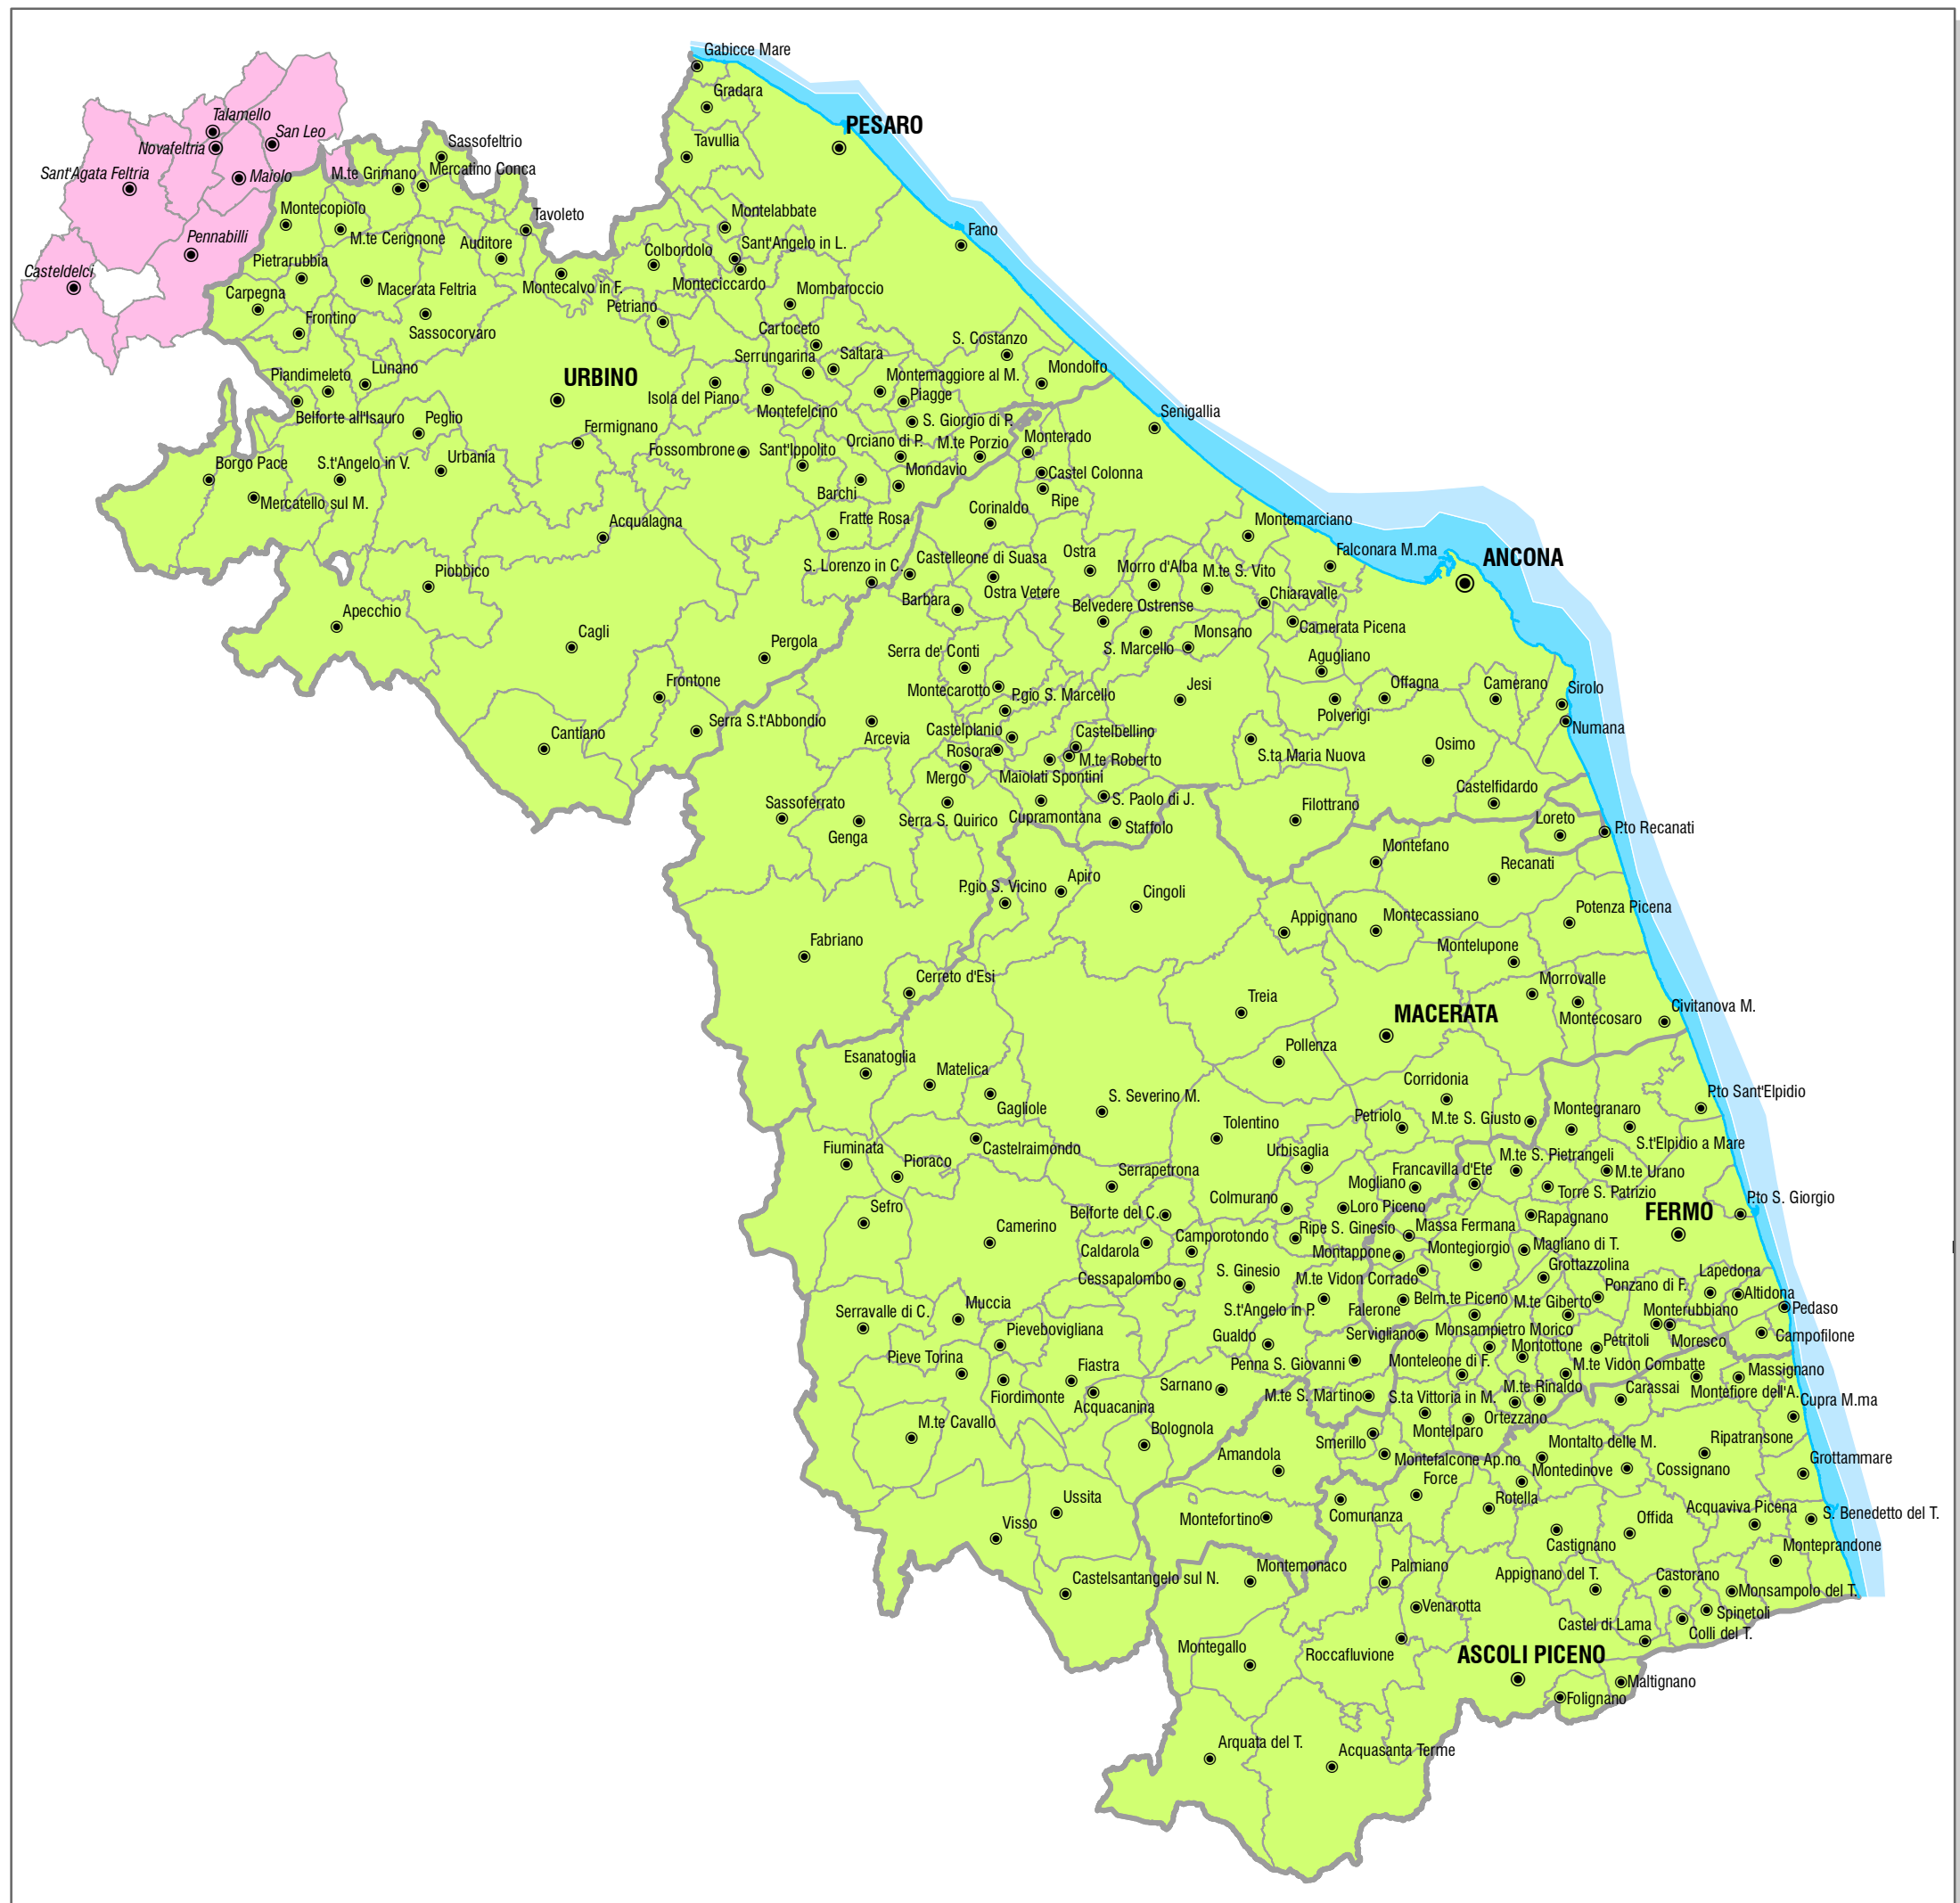 Gabicce Mare
Gradara
PESARO
Talamello
San Leo
Novafeltria
Sassofeltrio
Tavullia
Sant'Agata Feltria
Maiolo
M.te Grimano
Mercatino Conca
Montecopiolo
Tavoleto
Montelabbate
Fano
Pennabilli
M.te Cerignone
Auditore
Sant'Angelo in L.
Colbordolo
Casteldelci
Pietrarubbia
Macerata Feltria
Montecalvo in F.
Monteciccardo
Mombaroccio
Carpegna
Frontino
Sassocorvaro
Petriano
Cartoceto
S. Costanzo
Serrungarina
Saltara
Mondolfo
Piandimeleto
Lunano
URBINO
Isola del Piano
Montemaggiore al M.
Piagge
Belforte all'Isauro
Peglio
Montefelcino
Senigallia
S. Giorgio di P.
Fermignano
Orciano di P.
M.te Porzio
Monterado
Fossombrone
Sant'Ippolito
Borgo Pace
S.t'Angelo in V.
Urbania
Mondavio
Castel Colonna
Mercatello sul M.
Barchi
Ripe
Corinaldo
Acqualagna
Fratte Rosa
Montemarciano
Ostra
Falconara M.ma
ANCONA
S. Lorenzo in C.
Castelleone di Suasa
Morro d'Alba
M.te S. Vito
Piobbico
Ostra Vetere
Chiaravalle
Barbara
Belvedere Ostrense
Apecchio
Camerata Picena
Cagli
Pergola
Monsano
S. Marcello
Serra de' Conti
Agugliano
Frontone
Montecarotto
P.gio S. Marcello
Jesi
Offagna
Camerano
Sirolo
Polverigi
Serra S.t'Abbondio
Numana
Cantiano
Arcevia
Castelplanio
Castelbellino
Rosora
M.te Roberto
S.ta Maria Nuova
Osimo
Mergo
Maiolati Spontini
Castelfidardo
Sassoferrato
S. Paolo di J.
Filottrano
Genga
Serra S. Quirico
Cupramontana
Staffolo
Loreto
P.to Recanati
Montefano
Recanati
P.gio S. Vicino
Apiro
Cingoli
Potenza Picena
Appignano
Montecassiano
Fabriano
Montelupone
Cerreto d'Esi
Morrovalle
Treia
MACERATA
Montecosaro
Civitanova M.
Pollenza
Esanatoglia
Matelica
Corridonia
Gagliole
S. Severino M.
P.to Sant'Elpidio
Petriolo
M.te S. Giusto
Montegranaro
Tolentino
S.t'Elpidio a Mare
Fiuminata
Castelraimondo
Urbisaglia
Pioraco
M.te S. Pietrangeli
Serrapetrona
Francavilla d'Ete
M.te Urano
Mogliano
Torre S. Patrizio
Colmurano
P.to S. Giorgio
Sefro
Loro Piceno
FERMO
Belforte del C.
Rapagnano
Camerino
Caldarola
Camporotondo
Ripe S. Ginesio
Massa Fermana
Montappone
Montegiorgio
Magliano di T.
Cessapalombo
S. Ginesio
M.te Vidon Corrado
Grottazzolina
Lapedona
Ponzano di F.
Altidona
Muccia
Serravalle di C.
S.t'Angelo in P.
Falerone
Belm.te Piceno
M.te Giberto
Monterubbiano
Pedaso
Pievebovigliana
Gualdo
Servigliano
Monsampietro Morico
Petritoli
Moresco
Campofilone
Pieve Torina
Fiastra
Penna S. Giovanni
Monteleone di F.
Montottone
M.te Vidon Combatte
Massignano
Fiordimonte
Sarnano
M.te S. Martino
S.ta Vittoria in M.
M.te Rinaldo
Carassai
Montefiore dell'A.
Acquacanina
Cupra M.ma
Ortezzano
M.te Cavallo
Bolognola
Montelparo
Smerillo
Ripatransone
Montalto delle M.
Amandola
Montefalcone Ap.no
Montedinove
Cossignano
Grottammare
Force
Ussita
Rotella
Comunanza
Acquaviva Picena
Montefortino
Offida
S. Benedetto del T.
Visso
Castignano
Monteprandone
Montemonaco
Palmiano
Appignano del T.
Castorano
Castelsantangelo sul N.
Monsampolo del T.
Venarotta
Spinetoli
Castel di Lama
Colli del T.
Montegallo
Roccafluvione
ASCOLI PICENO
Maltignano
Folignano
Arquata del T.
Acquasanta Terme